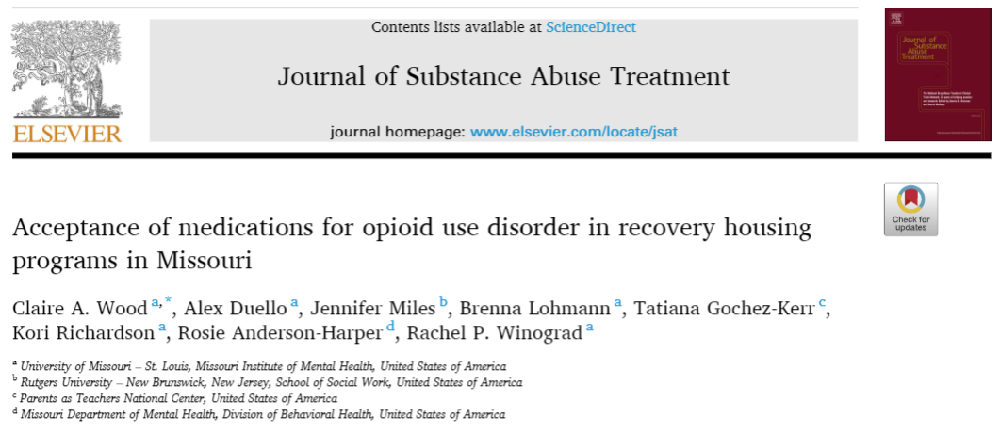 Contents lists available at ScienceDirect
Journal of Substance Abuse Treatment
journal homepage: www.elsevier.com/locate/jsat
ELSEVIER
Journal of
Substance
Abuse
Treatment
Check for
updates
Acceptance of medications for opioid use disorder in recovery housing
programs in Missouri
Claire A. Wood a,*, Alex Duello a, Jennifer Miles b, Brenna Lohmann a, Tatiana Gochez-Kerr c,
Kori Richardson a, Rosie Anderson-Harper d, Rachel P. Winograd a
a University of Missouri – St. Louis, Missouri Institute of Mental Health, United States of America
b Rutgers University – New Brunswick, New Jersey, School of Social Work, United States of America
c Parents as Teachers National Center, United States of America
d Missouri Department of Mental Health, Division of Behavioral Health, United States of America